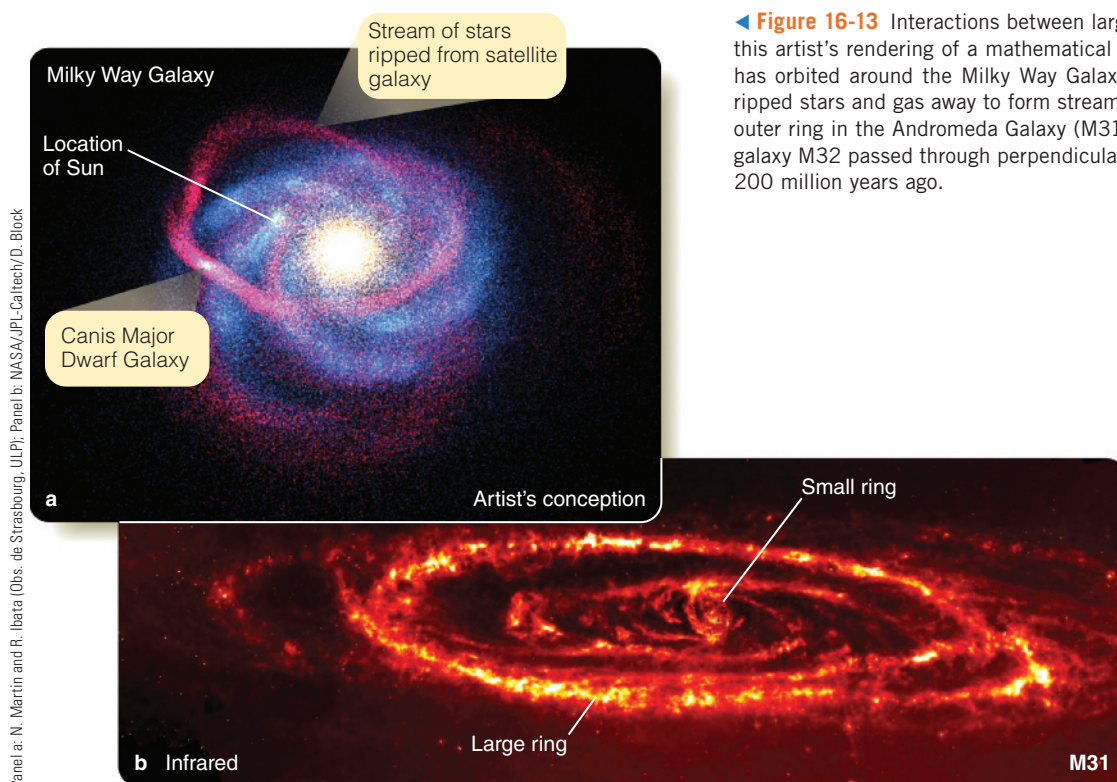 ◀ Figure 16-13 Interactions between larg
this artist's rendering of a mathematical
has orbited around the Milky Way Galax
ripped stars and gas away to form stream
outer ring in the Andromeda Galaxy (M31
galaxy M32 passed through perpendicula
200 million years ago.
Milky Way Galaxy
Stream of stars
ripped from satellite
galaxy
Location
of Sun
Canis Major
Dwarf Galaxy
a
Artist's conception
Small ring
Large ring
b Infrared
M31
Panel a: N. Martin and R. Ibata (Obs. de Strasbourg, ULP); Panel b: NASA/JPL-Caltech/D. Block